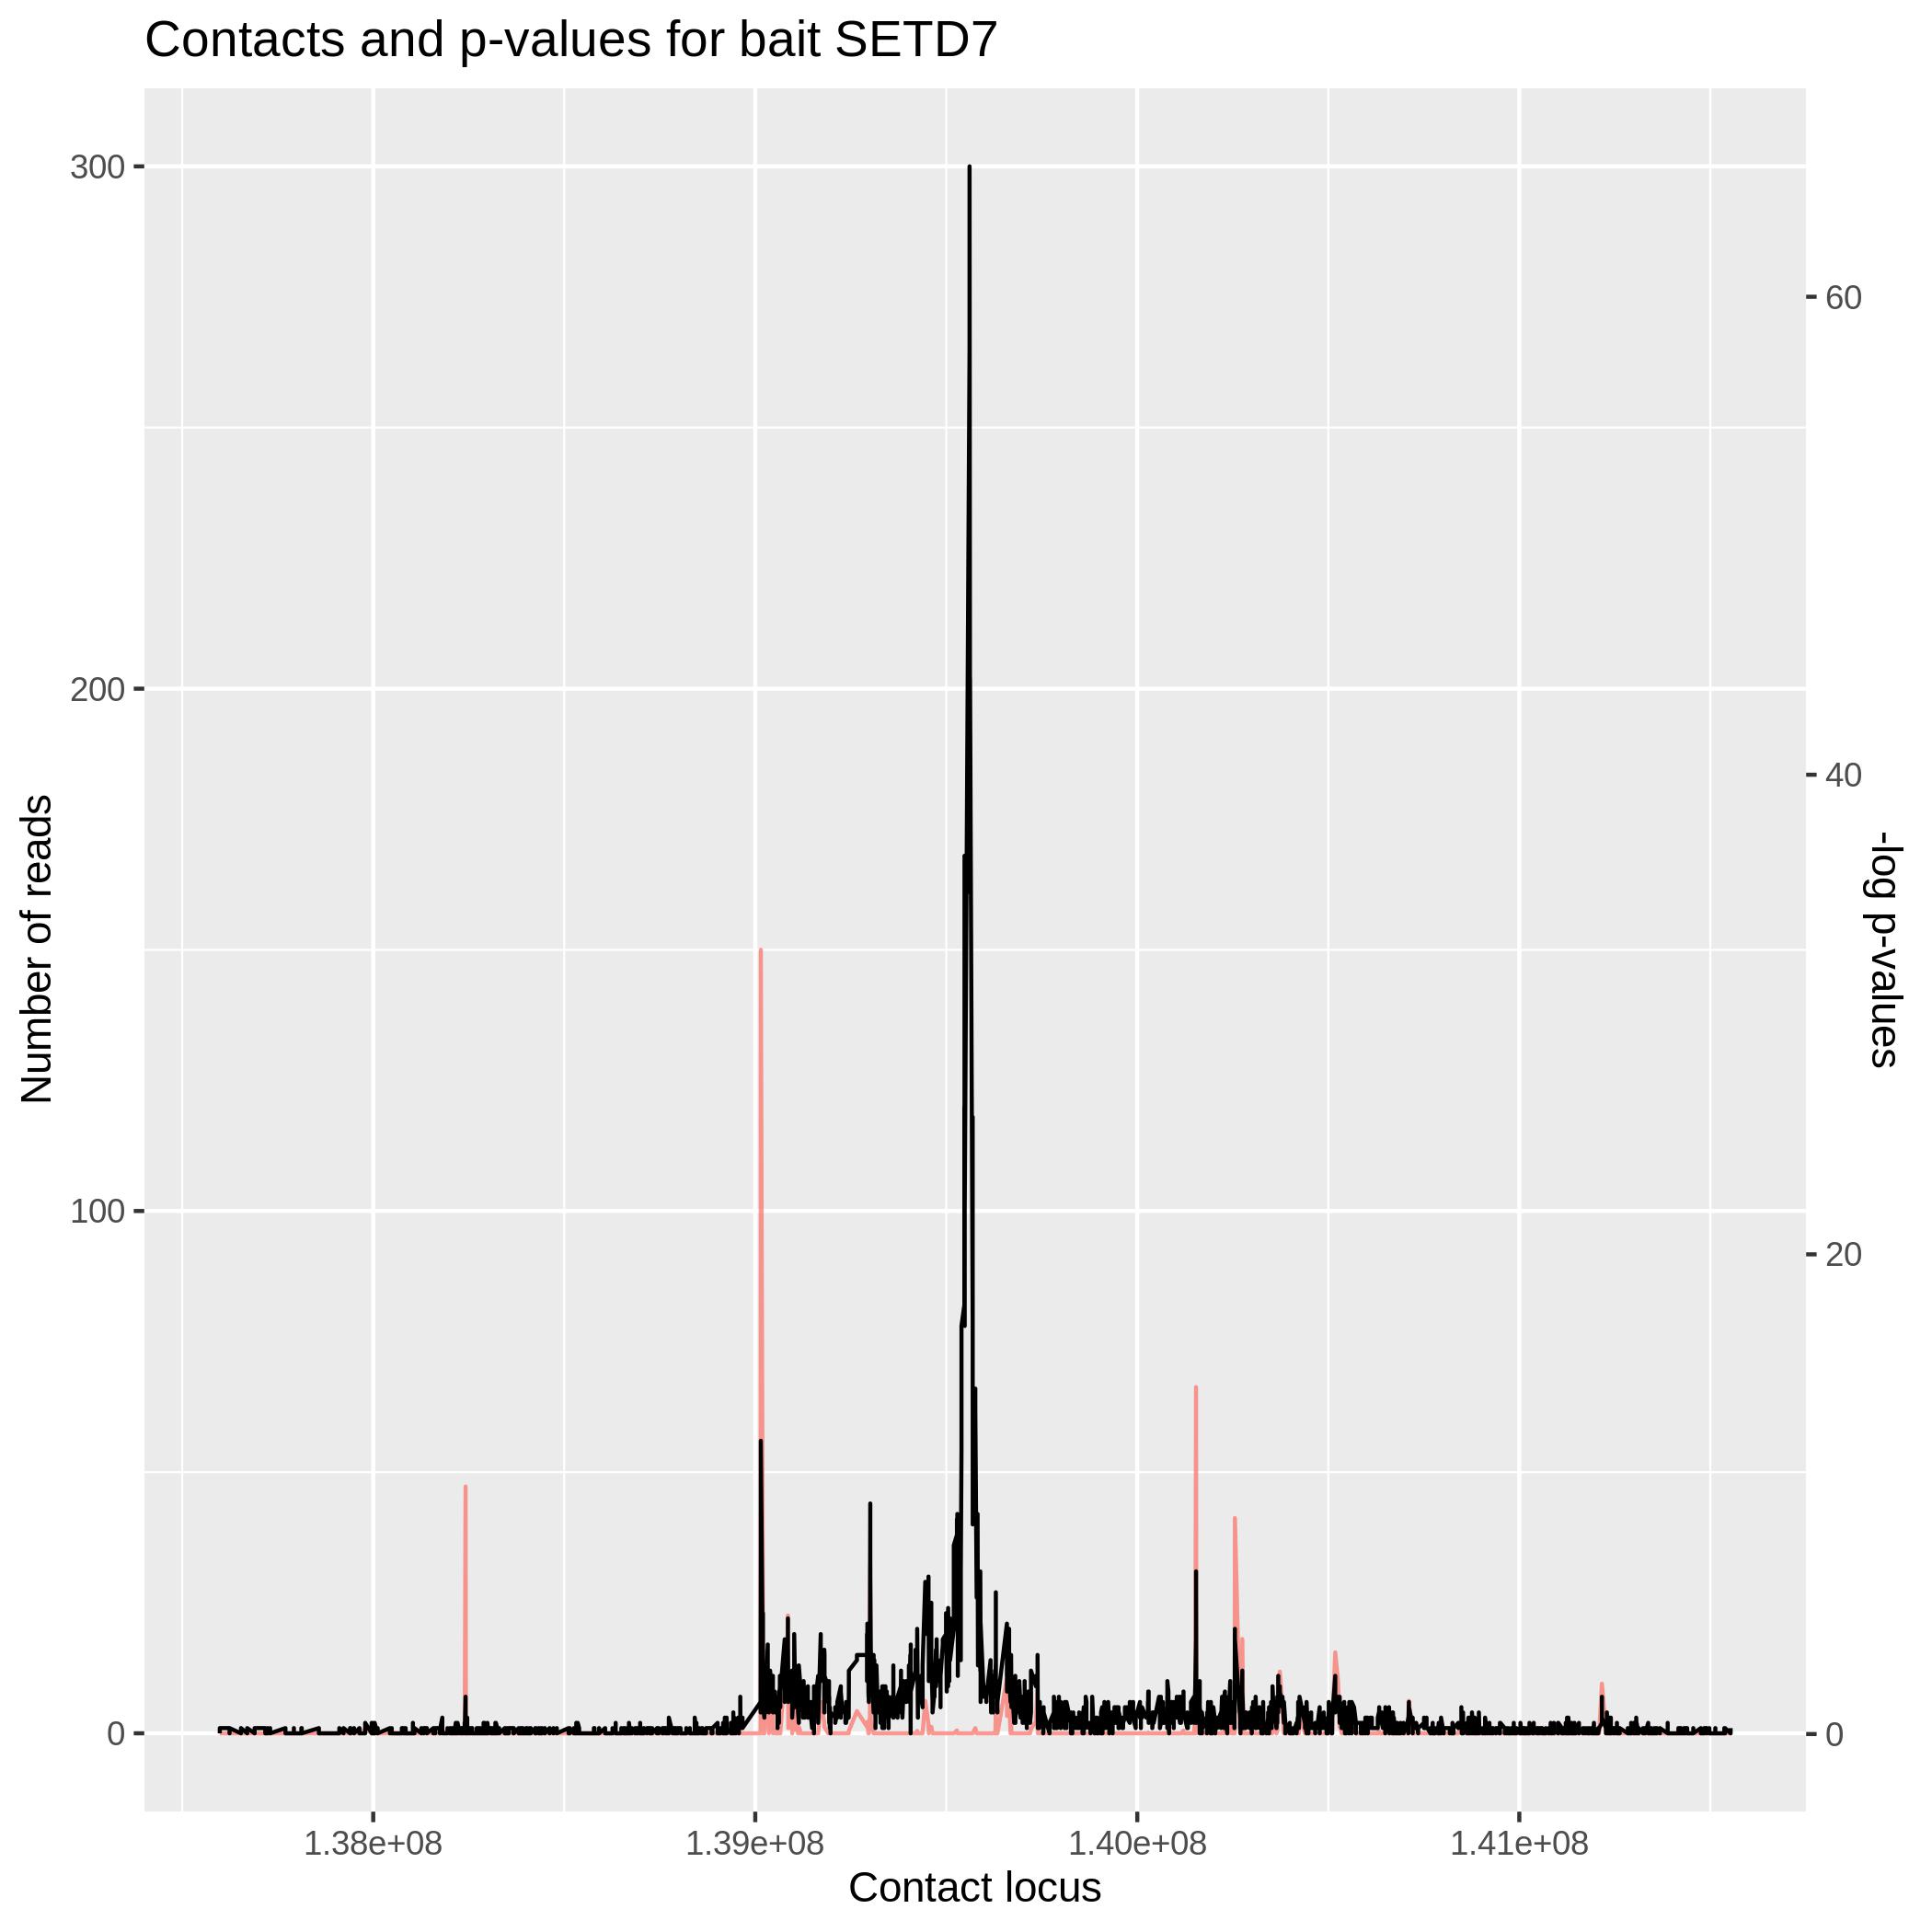 Contacts and p-values for bait SETD7
300
200
100
0
Number of reads
60
40
20
0
-log p-values
1.38e+08
1.39e+08
1.40e+08
1.41e+08
Contact locus